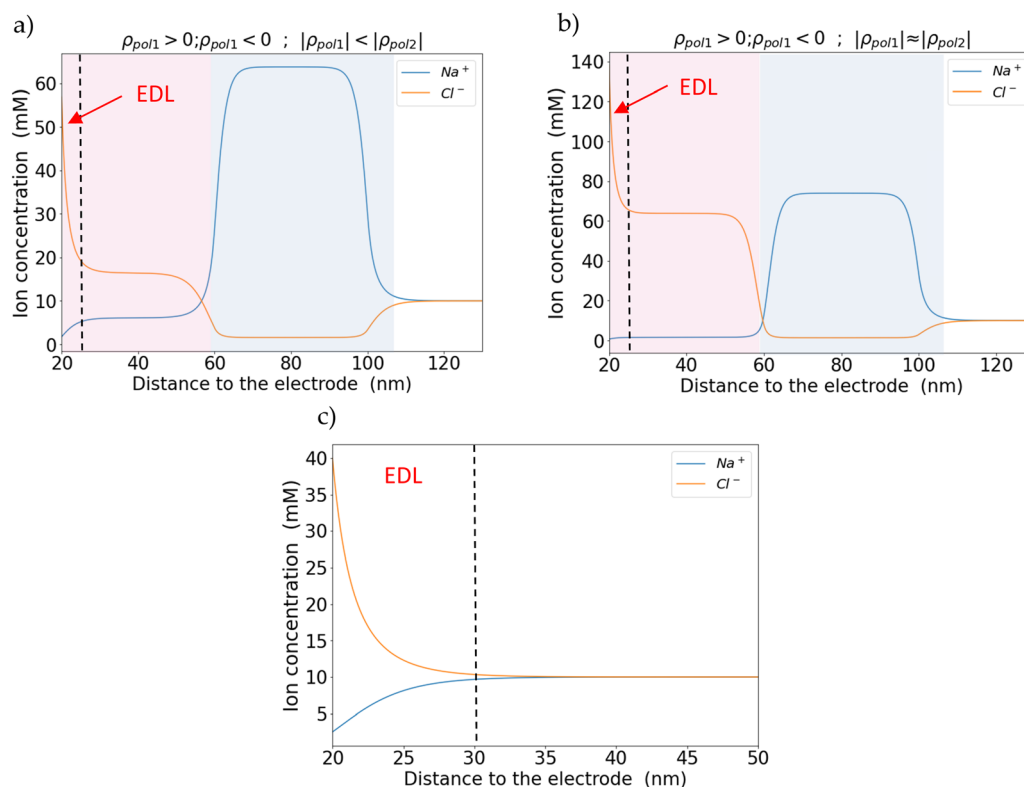 a)
ρpol1 > 0;ρpol1 < 0 ; |ρpol1| < |ρpol2|
Ion concentration (mM)
60
50
40
30
20
10
0
EDL
Na+
Cl−
20 40 60 80 100 120
Distance to the electrode (nm)
b)
ρpol1 > 0;ρpol1 < 0 ; |ρpol1|≈|ρpol2|
Ion concentration (mM)
140
120
100
80
60
40
20
0
EDL
Na+
Cl−
20 40 60 80 100 120
Distance to the electrode (nm)
c)
Ion concentration (mM)
40
35
30
25
20
15
10
5
EDL
Na+
Cl−
20 25 30 35 40 45 50
Distance to the electrode (nm)